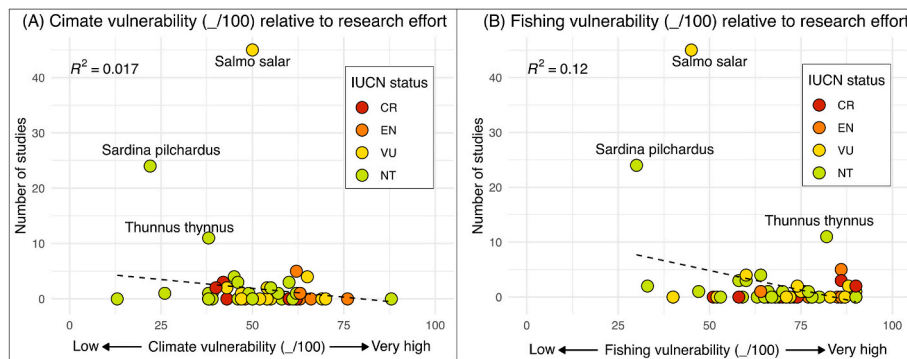 (A) Cimate vulnerability (_/100) relative to research effort
R² = 0.017
Salmo salar
Sardina pilchardus
Thunnus thynnus
IUCN status
CR
EN
VU
NT
Number of studies
40
30
20
10
0
0 25 50 75 100
Low Climate vulnerability (_/100) Very high
(B) Fishing vulnerability (_/100) relative to research effort
R² = 0.12
Salmo salar
Sardina pilchardus
Thunnus thynnus
IUCN status
CR
EN
VU
NT
Number of studies
40
30
20
10
0
0 25 50 75 100
Low Fishing vulnerability (_/100) Very high